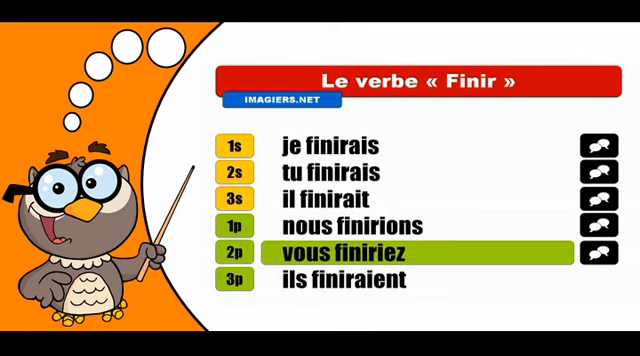 Le verbe « Finir »
IMAGIERS.NET
1s je finirais
2s tu finirais
3s il finirait
1p nous finirions
2p vous finiriez
3p ils finiraient